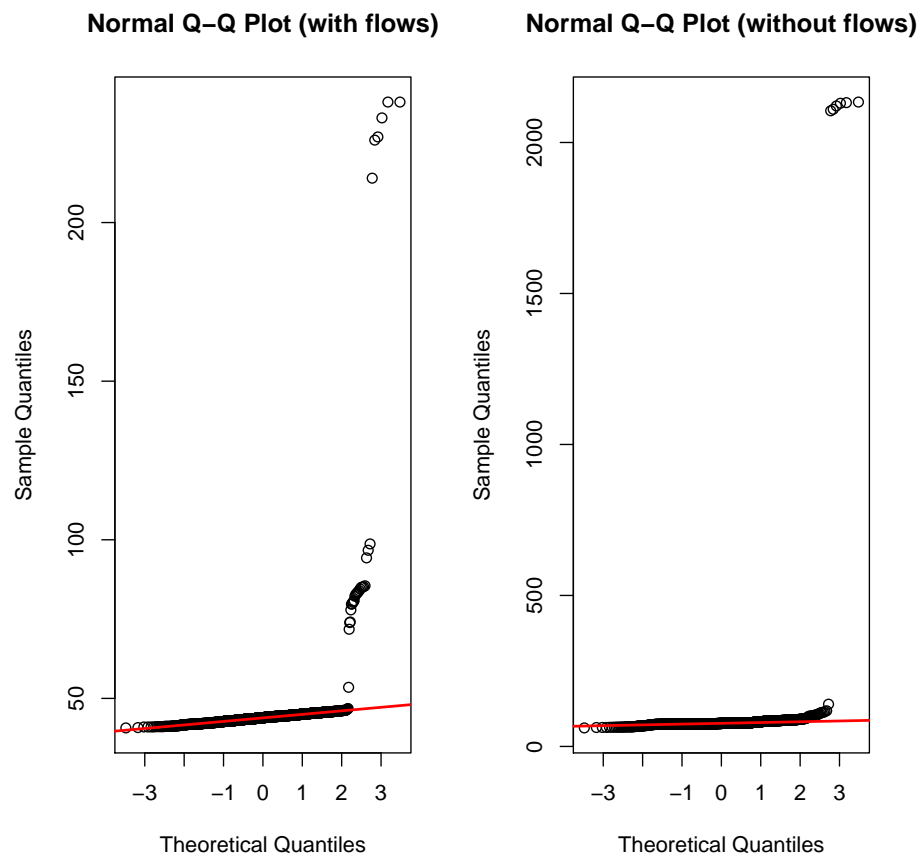 Normal Q−Q Plot (with flows)
Sample Quantiles
200
150
100
50
−3 −1 0 1 2 3
Theoretical Quantiles
Normal Q−Q Plot (without flows)
Sample Quantiles
2000
1500
1000
500
0
−3 −1 0 1 2 3
Theoretical Quantiles